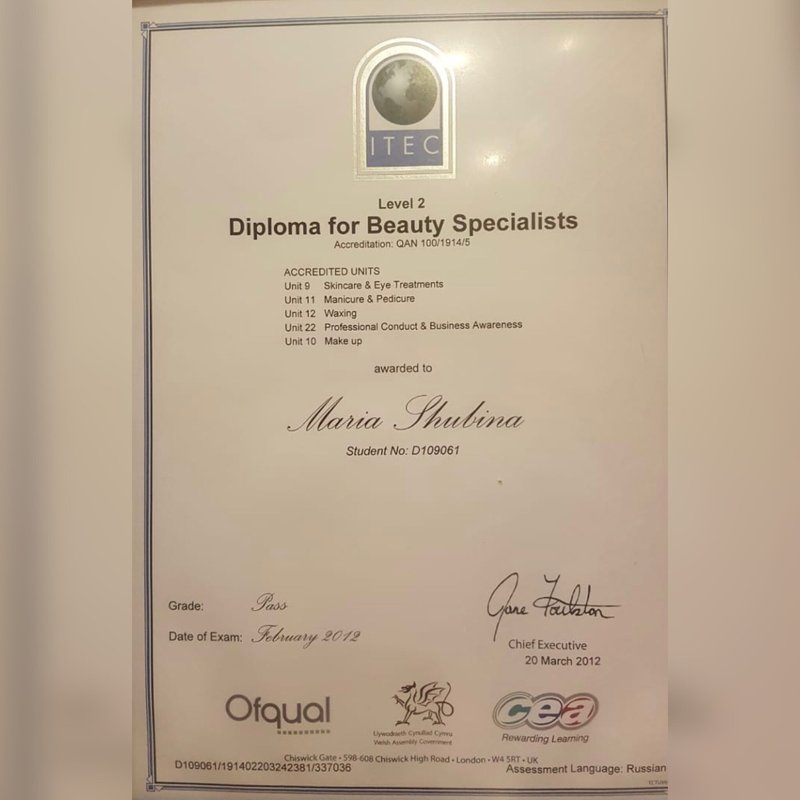 ITEC
Level 2
Diploma for Beauty Specialists
Accreditation: QAN 100/1914/5
ACCREDITED UNITS
Unit 9 Skincare & Eye Treatments
Unit 11 Manicure & Pedicure
Unit 12 Waxing
Unit 22 Professional Conduct & Business Awareness
Unit 10 Make up
awarded to
Maria Shubina
Student No: D109061
Grade: Pass
Date of Exam: February 2012
Jane Foulston
Chief Executive
20 March 2012
Ofqual
Llywodraeth Cynulliad Cymru
Welsh Assembly Government
cea
Rewarding Learning
Chiswick Gate • 598-608 Chiswick High Road • London • W4 5RT • UK
D109061/191402203242381/337036
Assessment Language: Russian